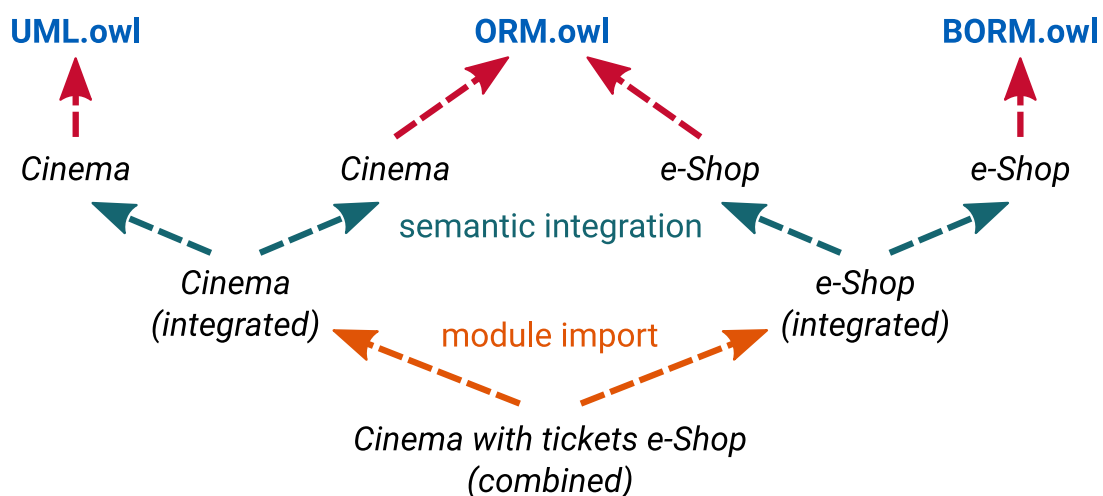 UML.owl
ORM.owl
BORM.owl
Cinema
Cinema
e-Shop
e-Shop
semantic integration
Cinema
(integrated)
e-Shop
(integrated)
module import
Cinema with tickets e-Shop
(combined)